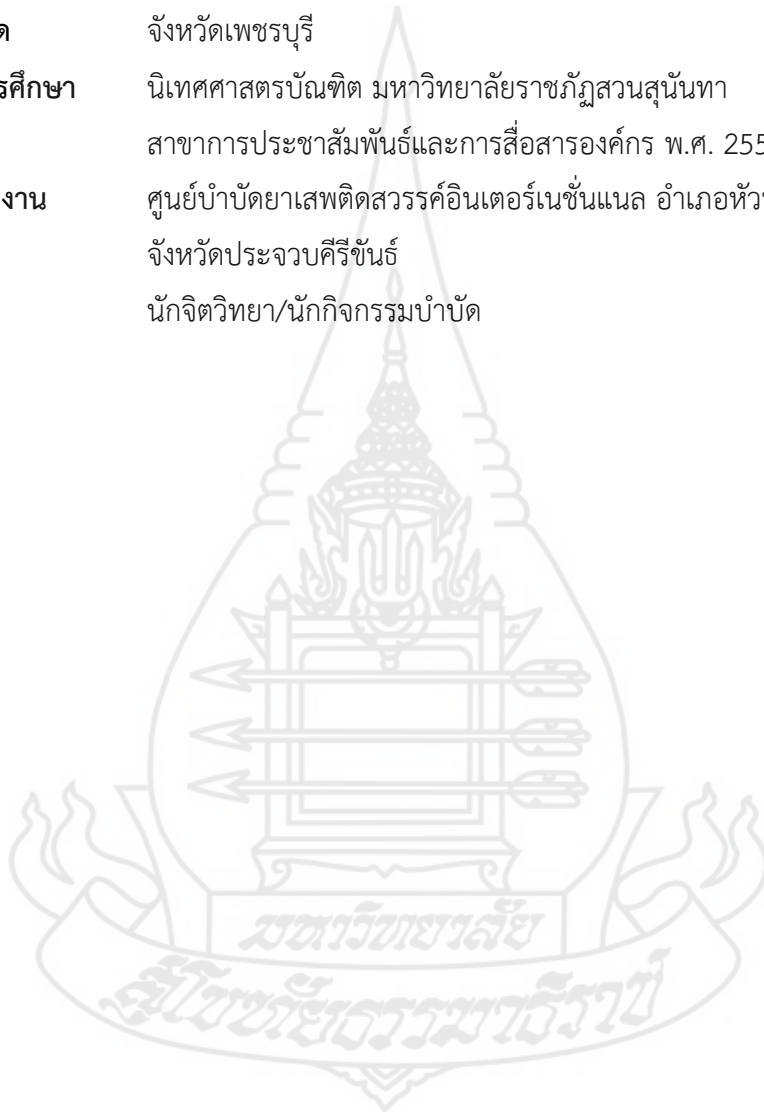 ด จังหวัดเพชรบุรี
รศึกษา นิเทศศาสตรบัณฑิต มหาวิทยาลัยราชภัฏสวนสุนันทา
สาขาการประชาสัมพันธ์และการสื่อสารองค์กร พ.ศ. 255
งาน ศูนย์บำบัดยาเสพติดสวรรค์อินเตอร์เนชั่นแนล อำเภอหัว
จังหวัดประจวบคีรีขันธ์
นักจิตวิทยา/นักกิจกรรมบำบัด
มหาวิทยาลัย
สุโขทัยธรรมาธิราช